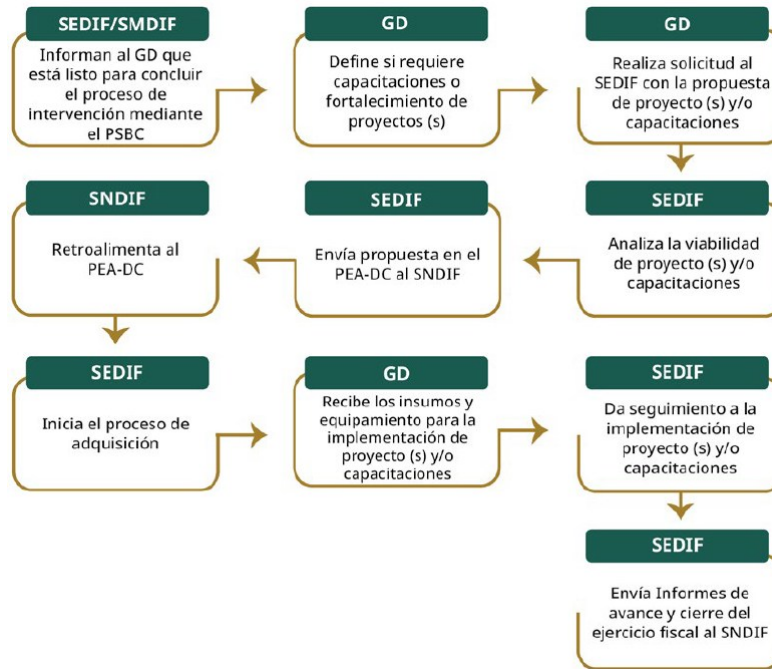 SEDIF/SMDIF
Informan al GD que
está listo para concluir
el proceso de
intervención mediante
el PSBC
GD
Define si requiere
capacitaciones o
fortalecimiento de
proyectos (s)
GD
Realiza solicitud al
SEDIF con la propuesta
de proyecto (s) y/o
capacitaciones
SNDIF
Retroalimenta al
PEA-DC
SEDIF
Envía propuesta en el
PEA-DC al SNDIF
SEDIF
Analiza la viabilidad
de proyecto (s) y/o
capacitaciones
SEDIF
Inicia el proceso de
adquisición
GD
Recibe los insumos y
equipamiento para la
implementación de
proyecto (s) y/o
capacitaciones
SEDIF
Da seguimiento a la
implementación de
proyecto (s) y/o
capacitaciones
SEDIF
Envía Informes de
avance y cierre del
ejercicio fiscal al SNDIF